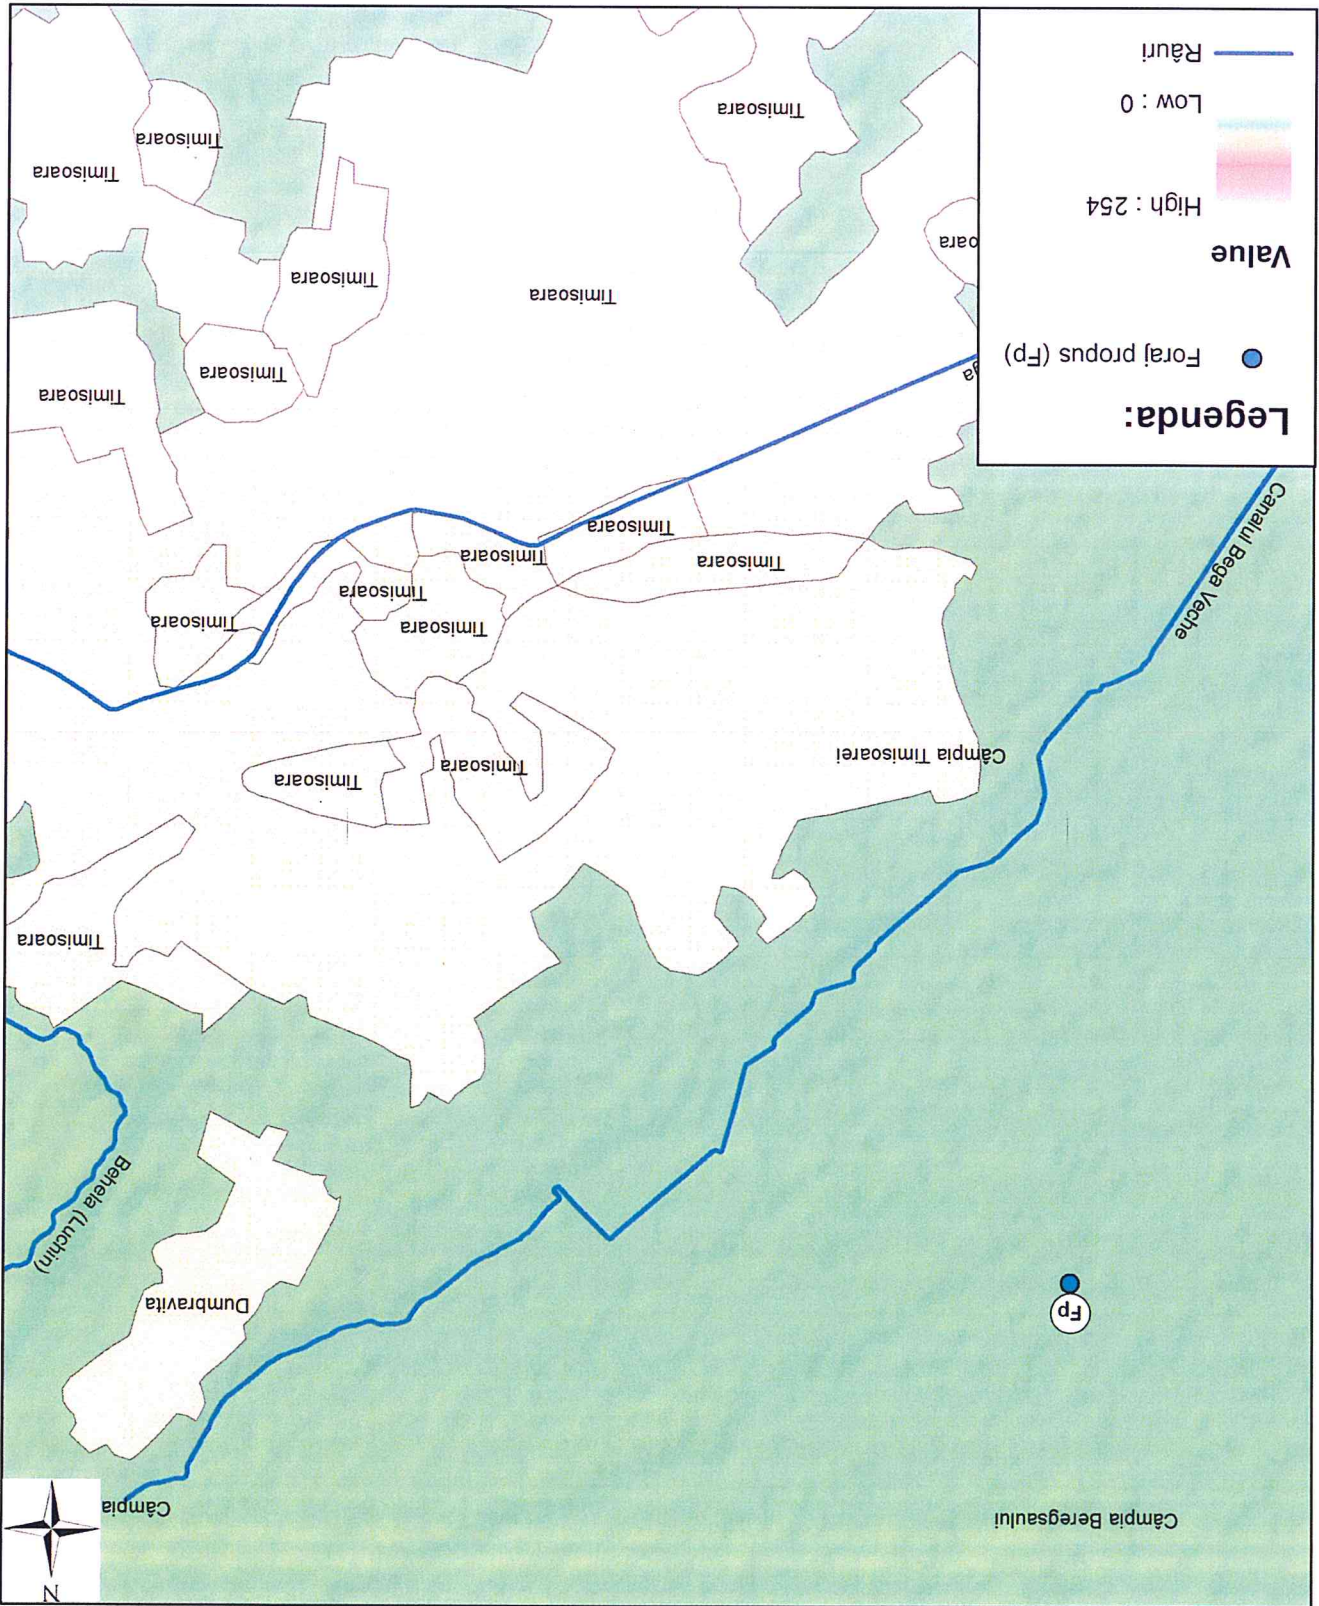 N
Câmpia Beregsaului
Câmpia
Fp
Dumbravita
Behela (Luchin)
Timisoara
Timisoara
Timisoara
Câmpia Timisoarei
Timisoara
Timisoara
Timisoara
Canalul Bega Veche
Timisoara
Timisoara
Timisoara
Timisoara
Timisoara
ga
Timisoara
Timisoara
oara
Timisoara
Timisoara
Timisoara
Legenda:
Foraj propus (Fp)
Value
High : 254
Low : 0
Râuri